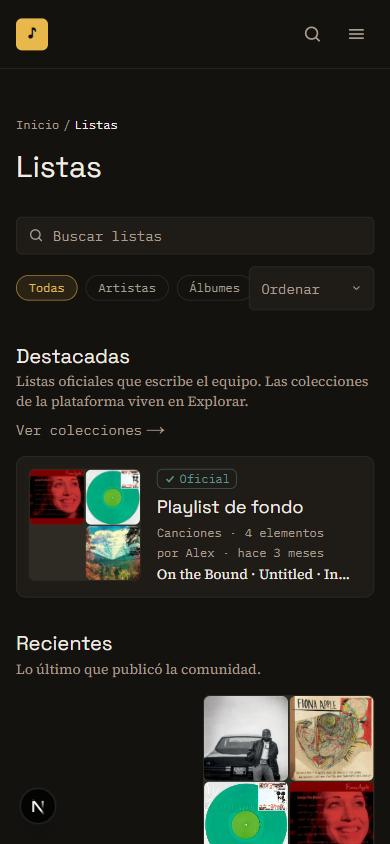 Inicio / Listas
Listas
Buscar listas
Todas Artistas Álbumes Ordenar
Destacadas
Listas oficiales que escribe el equipo. Las colecciones
de la plataforma viven en Explorar.
Ver colecciones →
Oficial
Playlist de fondo
Canciones · 4 elementos
por Alex · hace 3 meses
On the Bound · Untitled · In...
Recientes
Lo último que publicó la comunidad.
FIONA APPLE
N